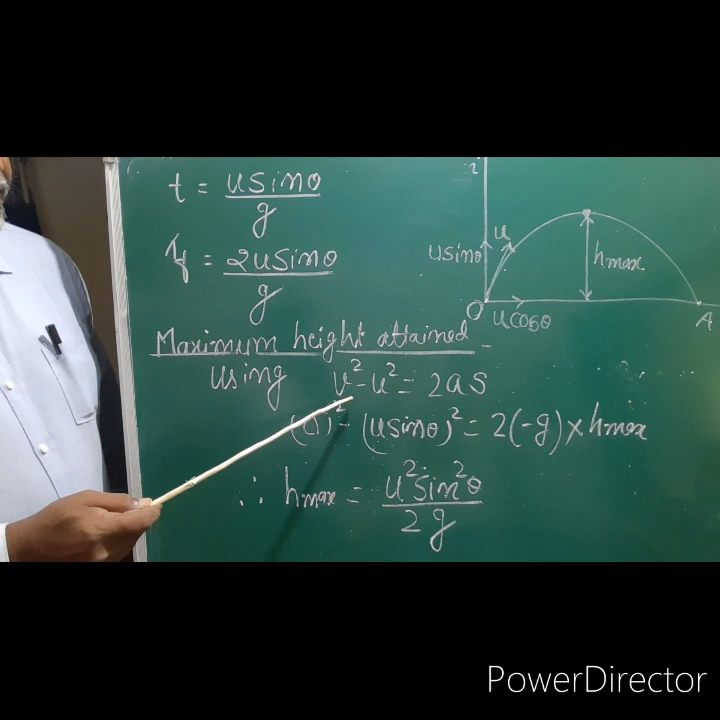 t = usinθ/g
T_f = 2usinθ/g
Maximum height attained -
using v² - u² = 2as
(0)² - (usinθ)² = 2(-g) × hmax
∴ hmax = u²sin²θ/2g
u
usinθ
hmax
O
ucosθ
A
PowerDirector